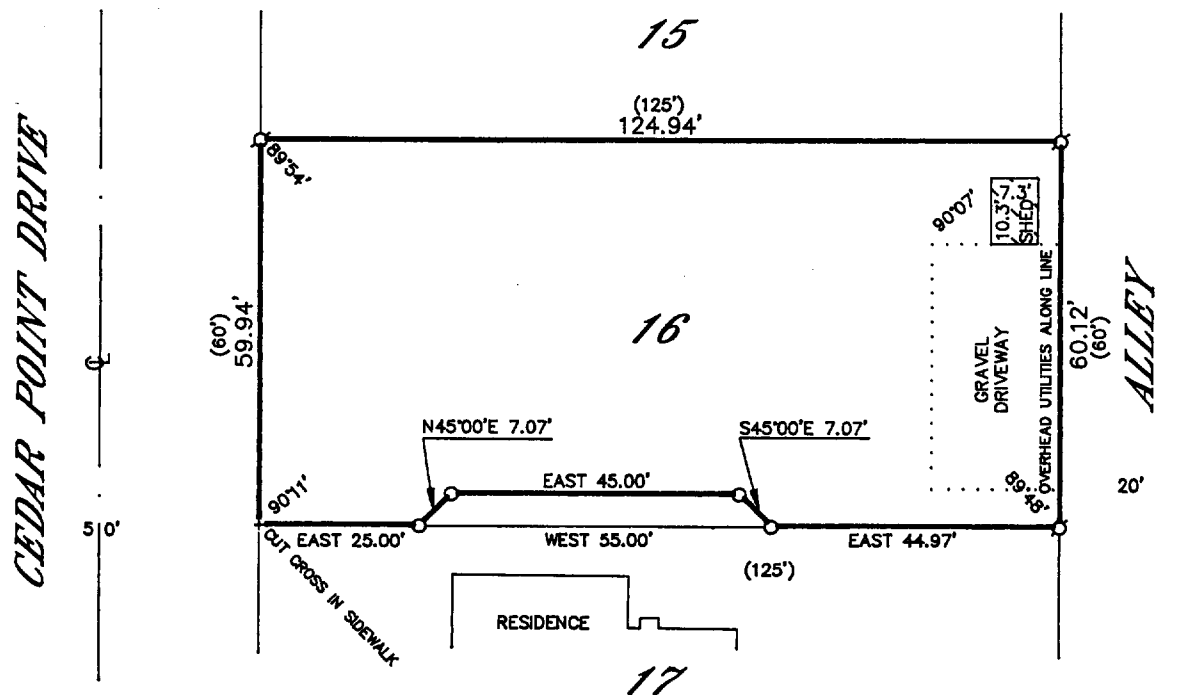 15
(125')
124.94'
CEDAR POINT DRIVE
89°54'
90°07'
10.3' 7.3'
SHED
(60')
59.94'
16
GRAVEL
DRIVEWAY
OVERHEAD UTILITIES ALONG LINE
60.12'
(60')
ALLEY
CL
N45°00'E 7.07'
S45°00'E 7.07'
EAST 45.00'
90°11'
89°48'
20'
50'
EAST 25.00'
WEST 55.00'
EAST 44.97'
CUT CROSS IN SIDEWALK
(125')
RESIDENCE
17